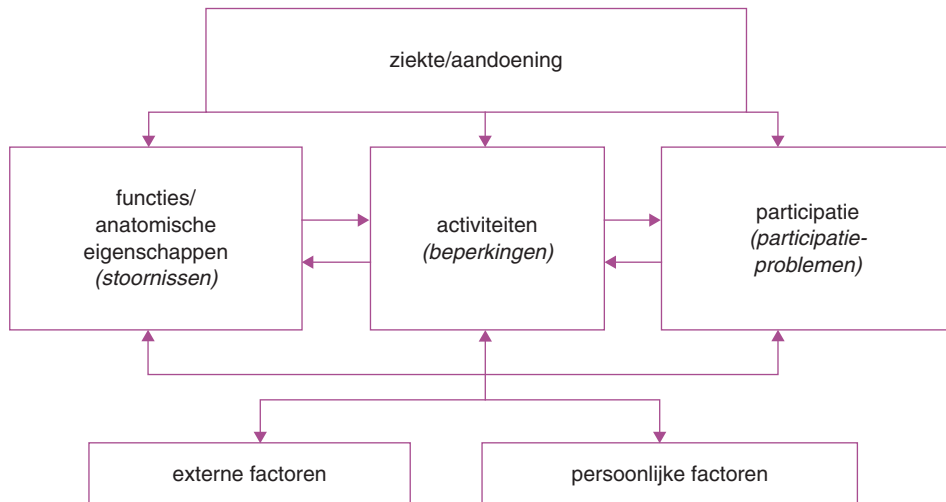 ziekte/aandoening
functies/
anatomische
eigenschappen
(stoornissen)
activiteiten
(beperkingen)
participatie
(participatie-
problemen)
externe factoren
persoonlijke factoren